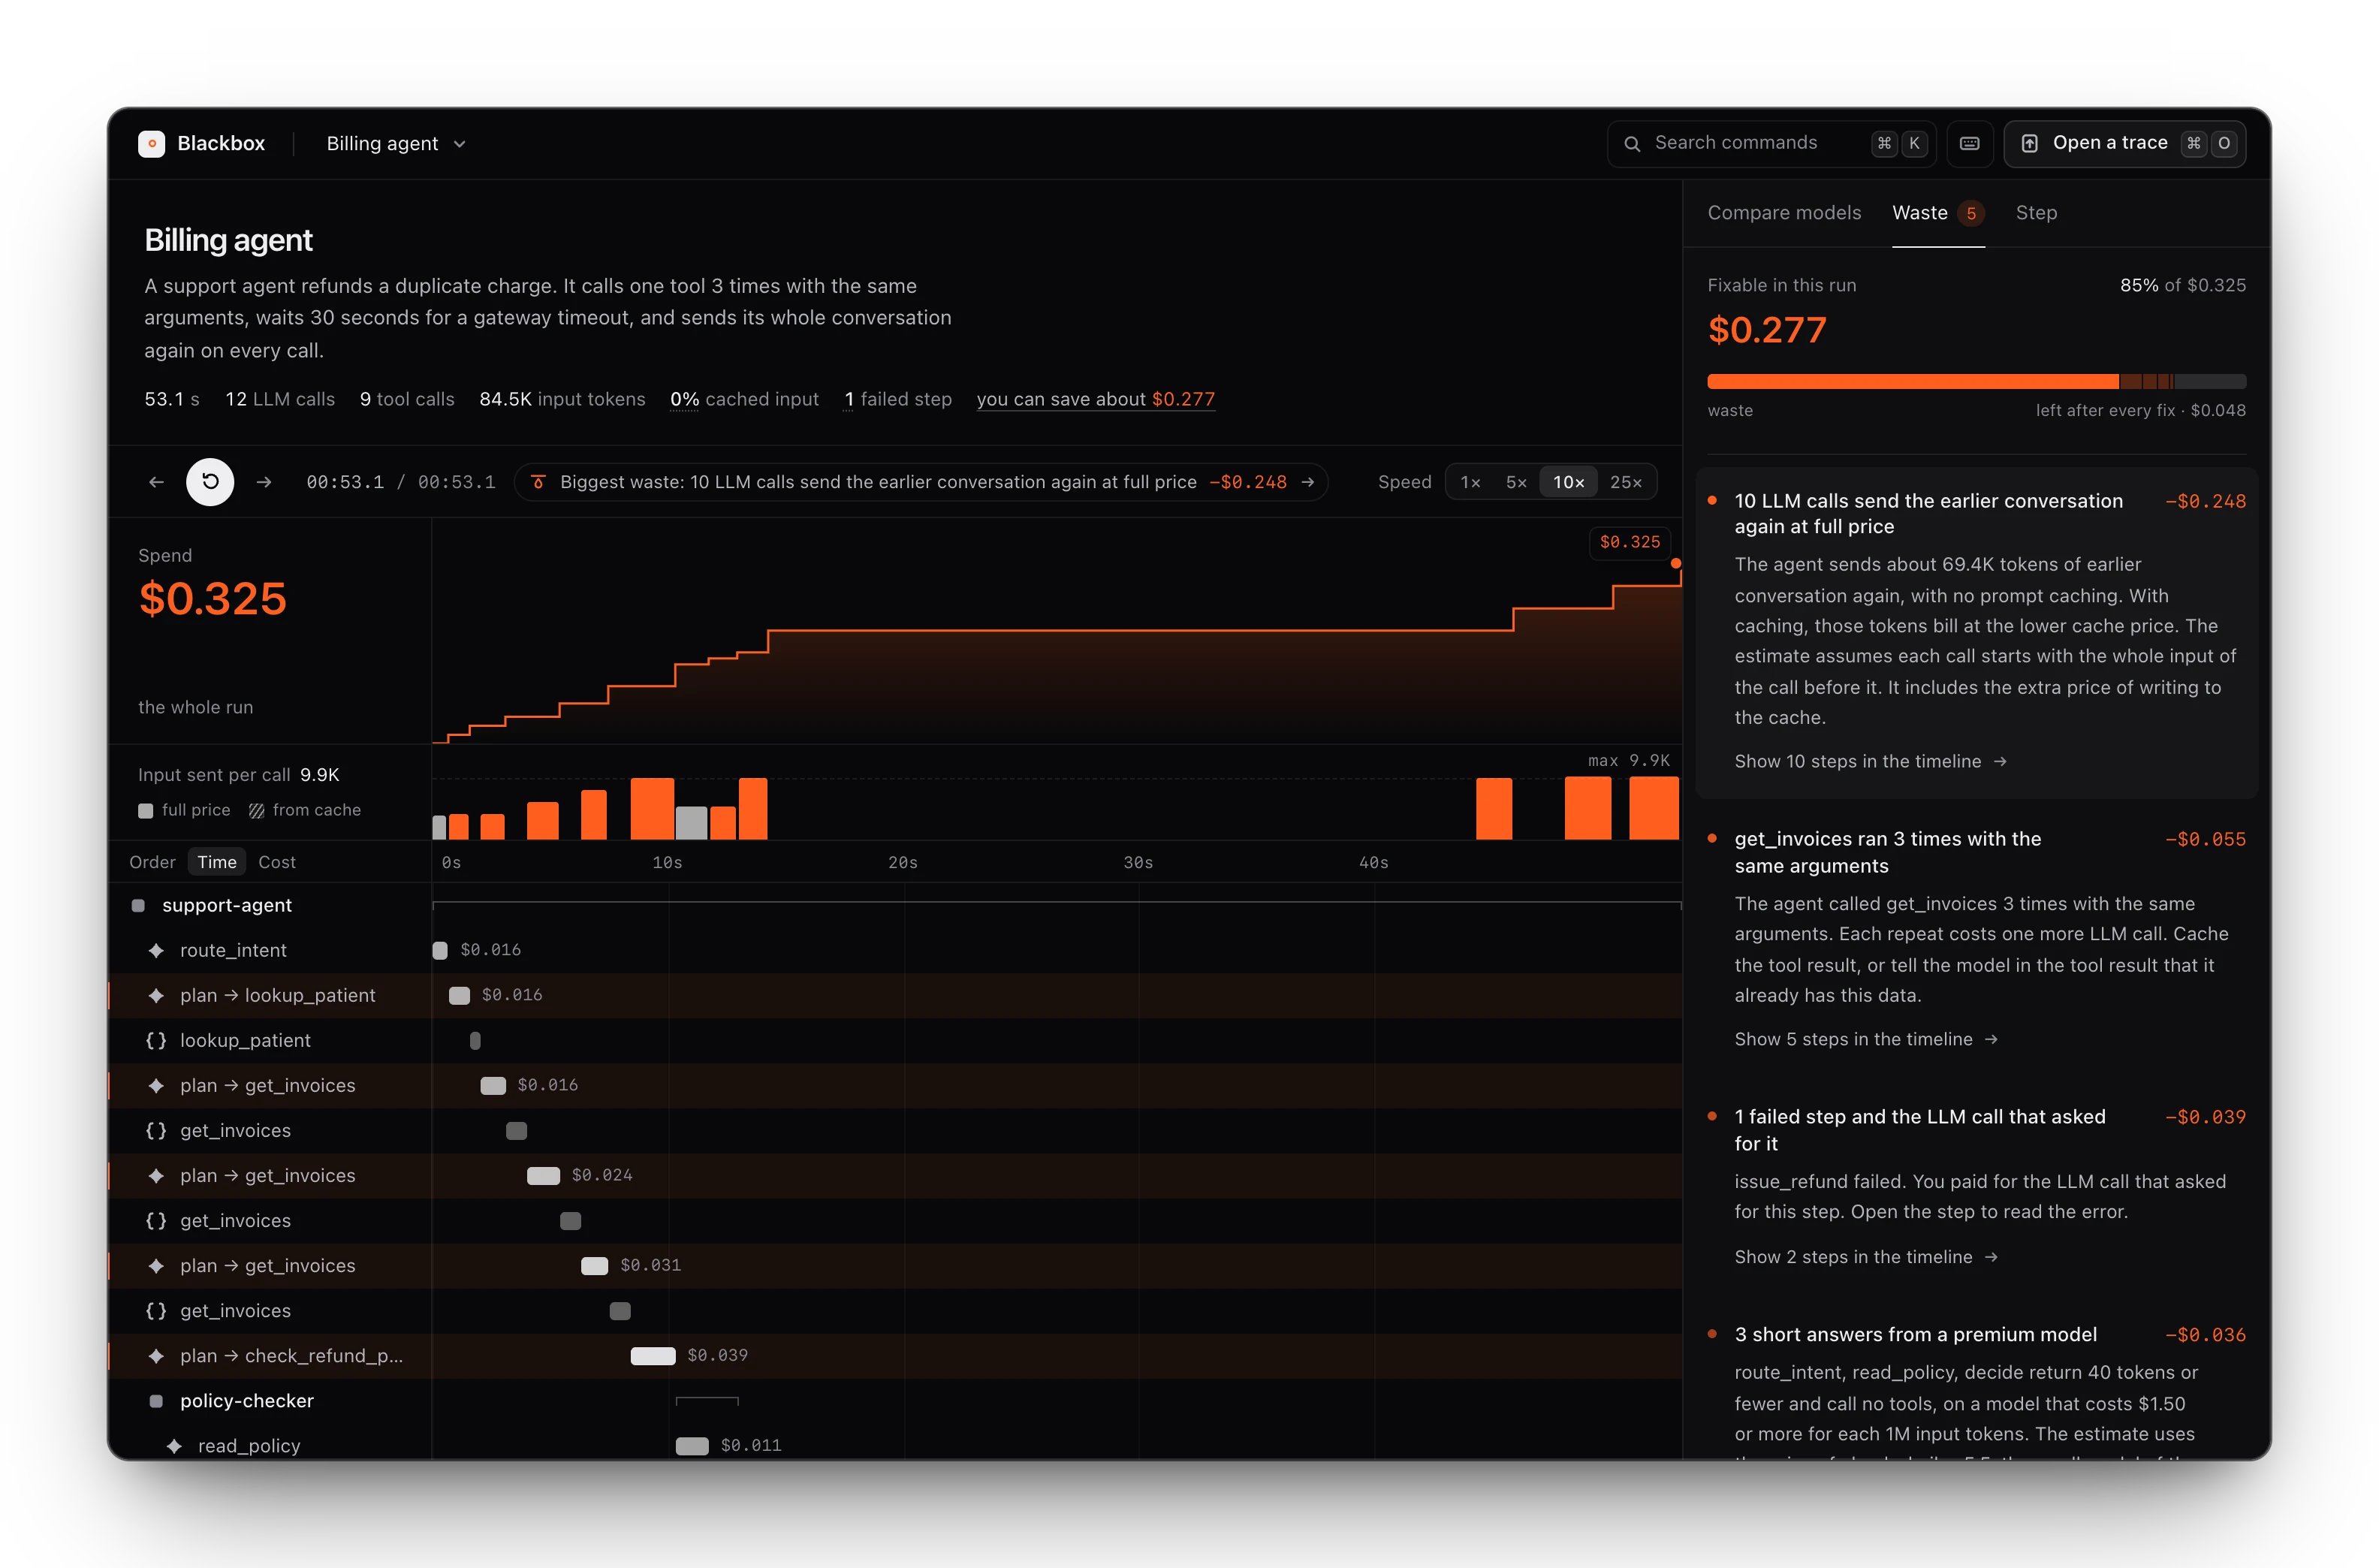 Blackbox
Billing agent
Search commands ⌘ K
Open a trace ⌘ O
Billing agent
A support agent refunds a duplicate charge. It calls one tool 3 times with the same
arguments, waits 30 seconds for a gateway timeout, and sends its whole conversation
again on every call.
53.1 s 12 LLM calls 9 tool calls 84.5K input tokens 0% cached input 1 failed step you can save about $0.277
00:53.1 / 00:53.1
Biggest waste: 10 LLM calls send the earlier conversation again at full price −$0.248 →
Speed 1× 5× 10× 25×
Spend
$0.325
the whole run
$0.325
Input sent per call 9.9K
full price from cache
max 9.9K
Order Time Cost
0s 10s 20s 30s 40s
support-agent
route_intent $0.016
plan → lookup_patient $0.016
{} lookup_patient
plan → get_invoices $0.016
{} get_invoices
plan → get_invoices $0.024
{} get_invoices
plan → get_invoices $0.031
{} get_invoices
plan → check_refund_p... $0.039
policy-checker
read_policy $0.011
Compare models Waste 5 Step
Fixable in this run 85% of $0.325
$0.277
waste left after every fix · $0.048
10 LLM calls send the earlier conversation −$0.248
again at full price
The agent sends about 69.4K tokens of earlier
conversation again, with no prompt caching. With
caching, those tokens bill at the lower cache price. The
estimate assumes each call starts with the whole input of
the call before it. It includes the extra price of writing to
the cache.
Show 10 steps in the timeline →
get_invoices ran 3 times with the −$0.055
same arguments
The agent called get_invoices 3 times with the same
arguments. Each repeat costs one more LLM call. Cache
the tool result, or tell the model in the tool result that it
already has this data.
Show 5 steps in the timeline →
1 failed step and the LLM call that asked −$0.039
for it
issue_refund failed. You paid for the LLM call that asked
for this step. Open the step to read the error.
Show 2 steps in the timeline →
3 short answers from a premium model −$0.036
route_intent, read_policy, decide return 40 tokens or
fewer and call no tools, on a model that costs $1.50
or more for each 1M input tokens. The estimate uses